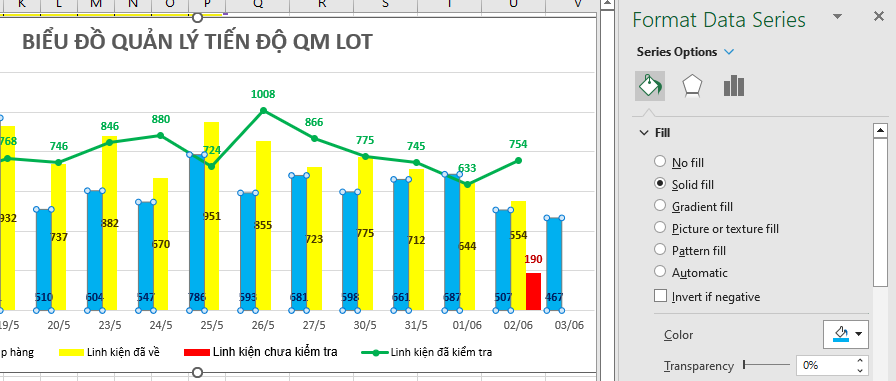 K L M N O P Q R S T U V
BIỂU ĐỒ QUẢN LÝ TIẾN ĐỘ QM LOT
768 746 846 880 724 1008 866 775 745 633 754
932 737 882 670 951 855 723 775 712 644 554 190
510 604 547 786 593 681 598 661 687 507 467
19/5 20/5 23/5 24/5 25/5 26/5 27/5 30/5 31/5 01/06 02/06 03/06
p hàng Linh kiện đã về Linh kiện chưa kiểm tra Linh kiện đã kiểm tra
Format Data Series
Series Options
Fill
No fill
Solid fill
Gradient fill
Picture or texture fill
Pattern fill
Automatic
Invert if negative
Color
Transparency 0%